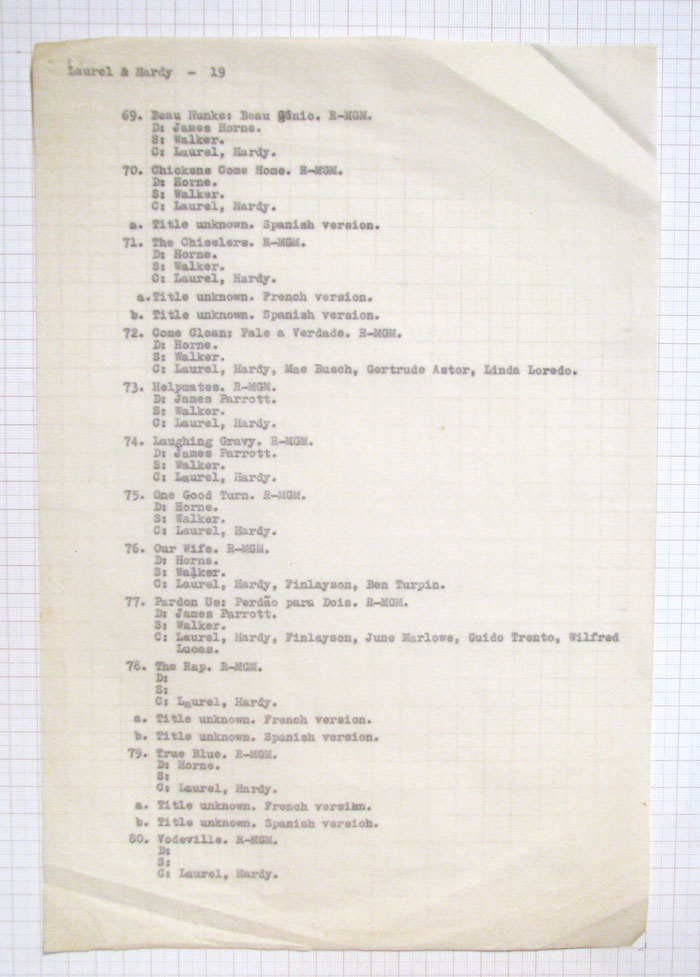 Laurel & Hardy - 19
69. Beau Hunks: Beau Gênio. R-MGM.
D: James Horne.
S: Walker.
C: Laurel, Hardy.
70. Chickens Come Home. R-MGM.
D: Horne.
S: Walker.
C: Laurel, Hardy.
a. Title unknown. Spanish version.
71. The Chiselers. R-MGM.
D: Horne.
S: Walker.
C: Laurel, Hardy.
a.Title unknown. French version.
b. Title unknown. Spanish version.
72. Come Clean: Fale a Verdade. R-MGM.
D: Horne.
S: Walker.
C: Laurel, Hardy, Mae Busch, Gertrude Astor, Linda Loredo.
73. Helpmates. R-MGM.
D: James Parrott.
S: Walker.
C: Laurel, Hardy.
74. Laughing Gravy. R-MGM.
D: James Parrott.
S: Walker.
C: Laurel, Hardy.
75. One Good Turn. R-MGM.
D: Horne.
S: Walker.
C: Laurel, Hardy.
76. Our Wife. R-MGM.
D: Horne.
S: Walker.
C: Laurel, Hardy, Finlayson, Ben Turpin.
77. Pardon Us: Perdão para Dois. R-MGM.
D: James Parrott.
S: Walker.
C: Laurel, Hardy, Finlayson, June Marlowe, Guido Trento, Wilfred
Lucas.
78. The Rap. R-MGM.
D:
S:
C: Laurel, Hardy.
a. Title unknown. French version.
b. Title unknown. Spanish version.
79. True Blue. R-MGM.
D: Horne.
S:
C: Laurel, Hardy.
a. Title unknown. French versihn.
b. Title unknown. Spanish versioh.
80. Vodeville. R-MGM.
D:
S:
C: Laurel, Hardy.